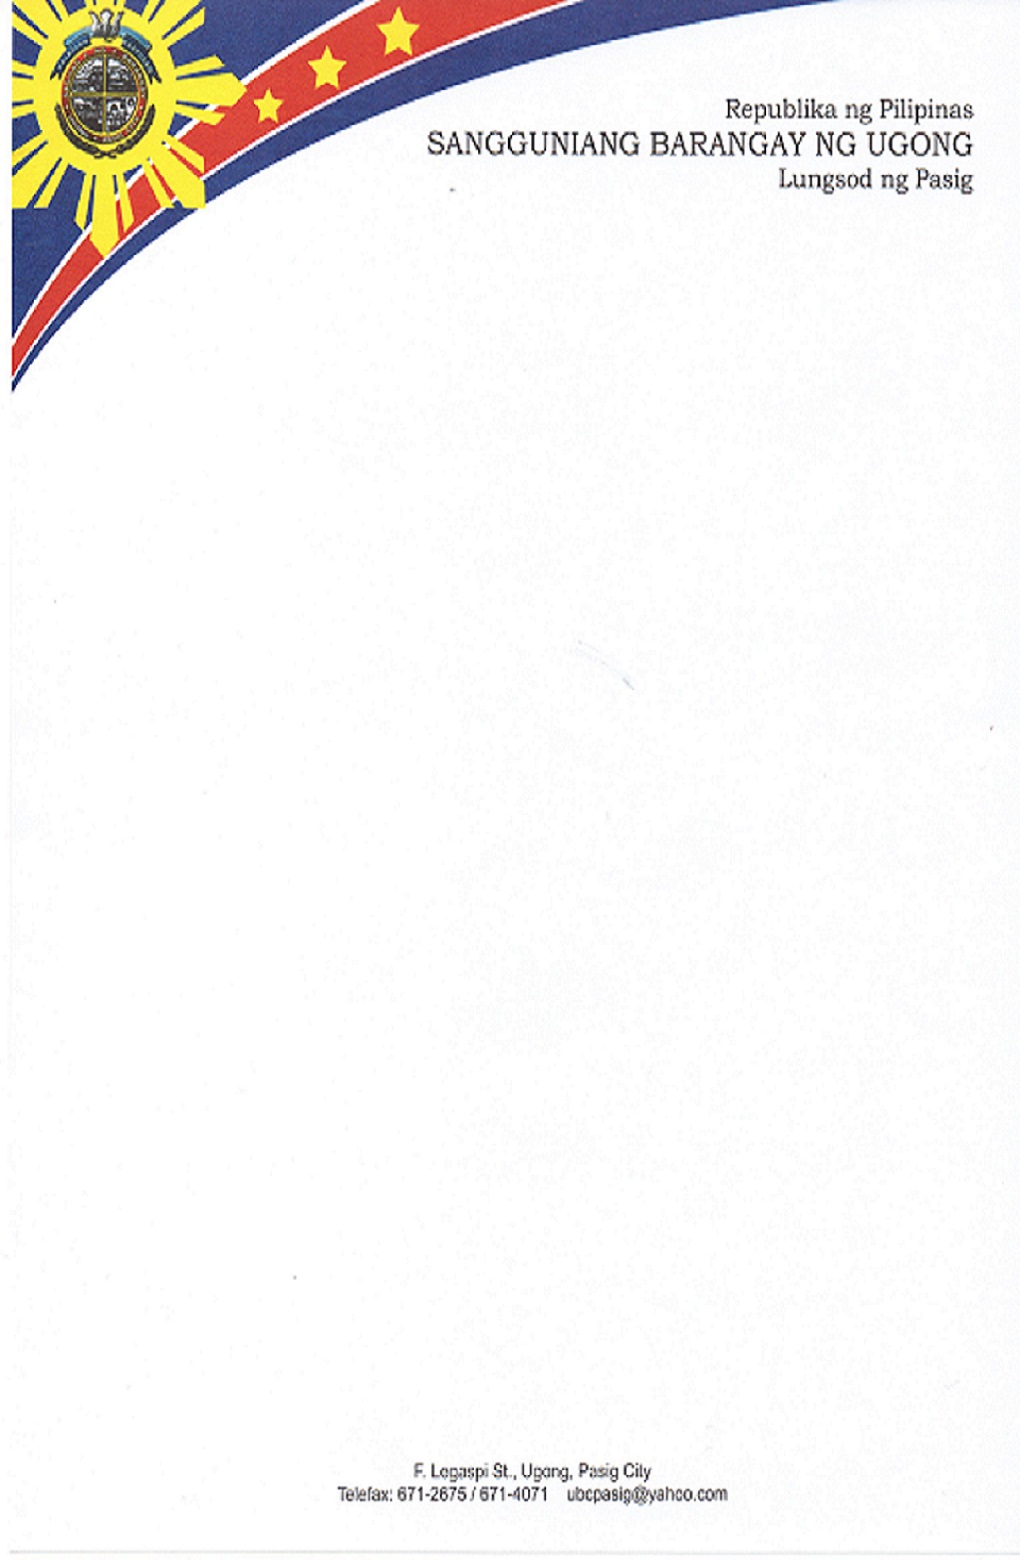 Republika ng Pilipinas
SANGGUNIANG BARANGAY NG UGONG
Lungsod ng Pasig
F. Legaspi St., Ugong, Pasig City
Telefax: 671-2675 / 671-4071 ubcpasig@yahoo.com